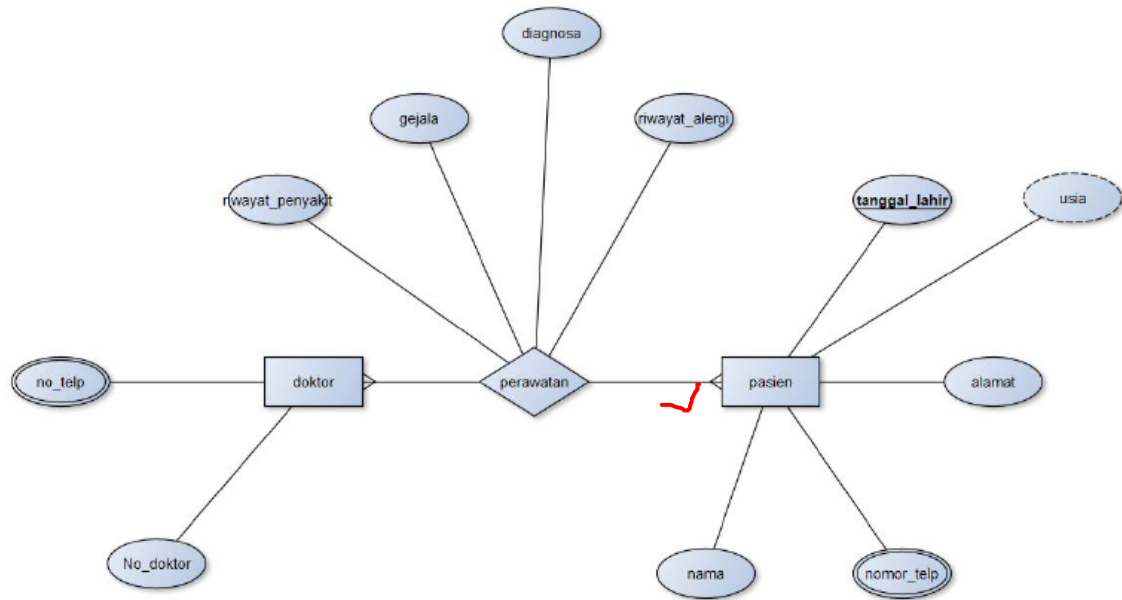 diagnosa
gejala
riwayat_alergi
riwayat_penyakit
tanggal_lahir
usia
no_telp
doktor
perawatan
pasien
alamat
No_doktor
nama
nomor_telp